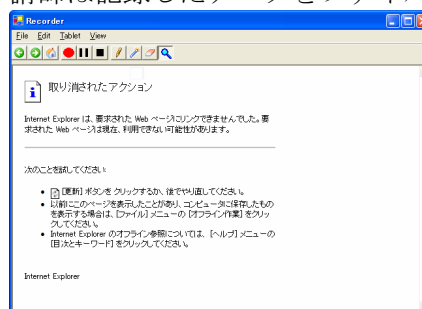 Recorder
File Edit Tablet View
取り消されたアクション
Internet Explorer は、要求された Web ページにリンクできませんでした。要
求された Web ページは現在、利用できない可能性があります。
次のことを試してください:
[更新] ボタンを クリックするか、後でやり直してください。
以前にこのページを表示したことがあり、コンピュータに保存したもの
を表示する場合は、[ファイル] メニューの [オフライン作業] をクリッ
クしてください。
Internet Explorer のオフライン参照については、[ヘルプ] メニューの
[目次とキーワード] をクリックしてください。
Internet Explorer